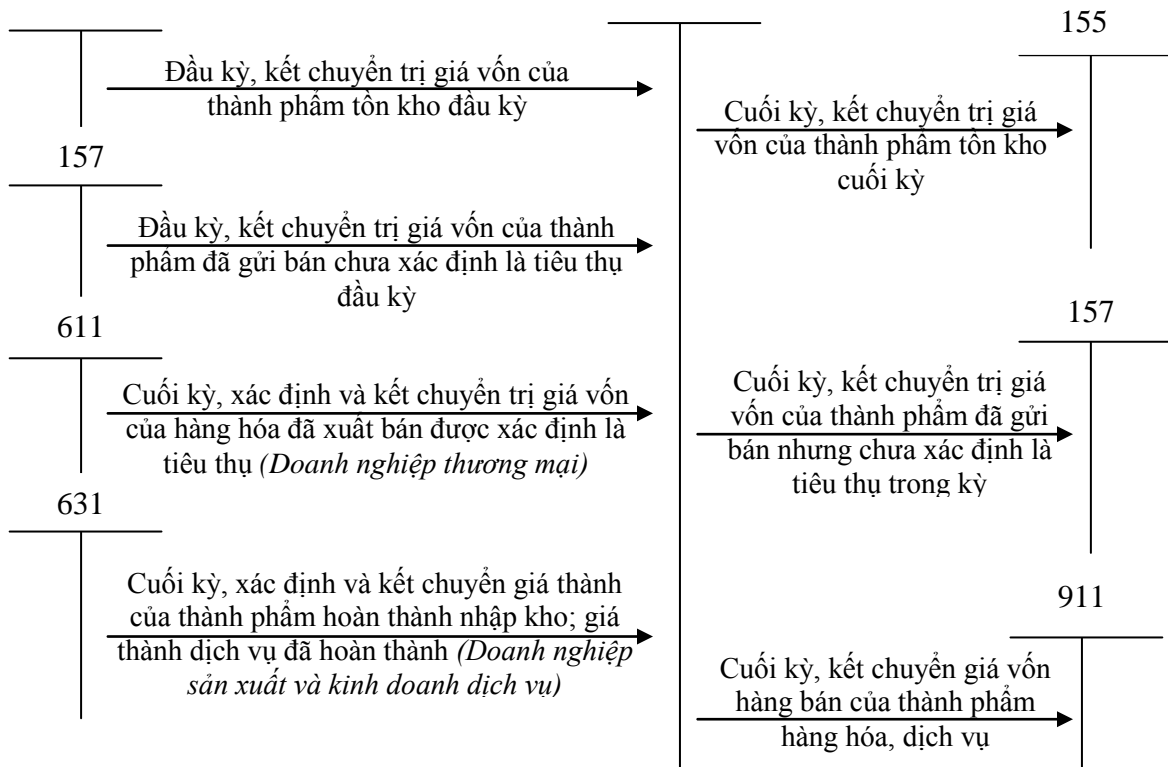 Đầu kỳ, kết chuyển trị giá vốn của
thành phẩm tồn kho đầu kỳ
157
Đầu kỳ, kết chuyển trị giá vốn của thành
phẩm đã gửi bán chưa xác định là tiêu thụ
đầu kỳ
611
Cuối kỳ, xác định và kết chuyển trị giá vốn
của hàng hóa đã xuất bán được xác định là
tiêu thụ (Doanh nghiệp thương mại)
631
Cuối kỳ, xác định và kết chuyển giá thành
của thành phẩm hoàn thành nhập kho; giá
thành dịch vụ đã hoàn thành (Doanh nghiệp
sản xuất và kinh doanh dịch vụ)
155
Cuối kỳ, kết chuyển trị giá
vốn của thành phẩm tồn kho
cuối kỳ
157
Cuối kỳ, kết chuyển trị giá
vốn của thành phẩm đã gửi
bán nhưng chưa xác định là
tiêu thụ trong kỳ
911
Cuối kỳ, kết chuyển giá vốn
hàng bán của thành phẩm
hàng hóa, dịch vụ